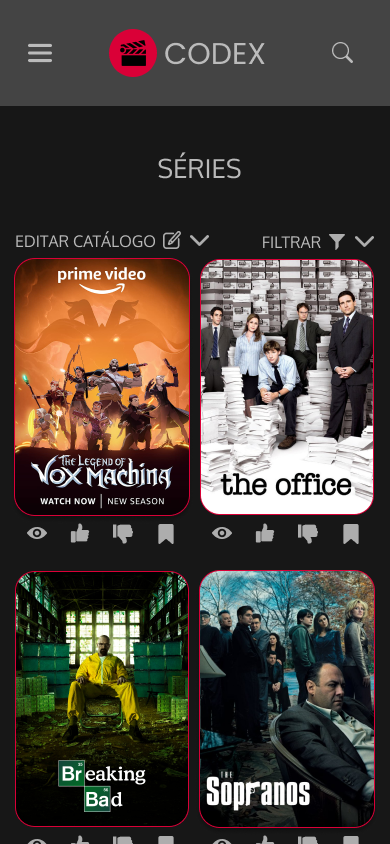 CODEX
SÉRIES
EDITAR CATÁLOGO
FILTRAR
prime video
THE LEGEND OF
VOX MACHINA
WATCH NOW | NEW SEASON
the office
Breaking
Bad
THE
Sopranos